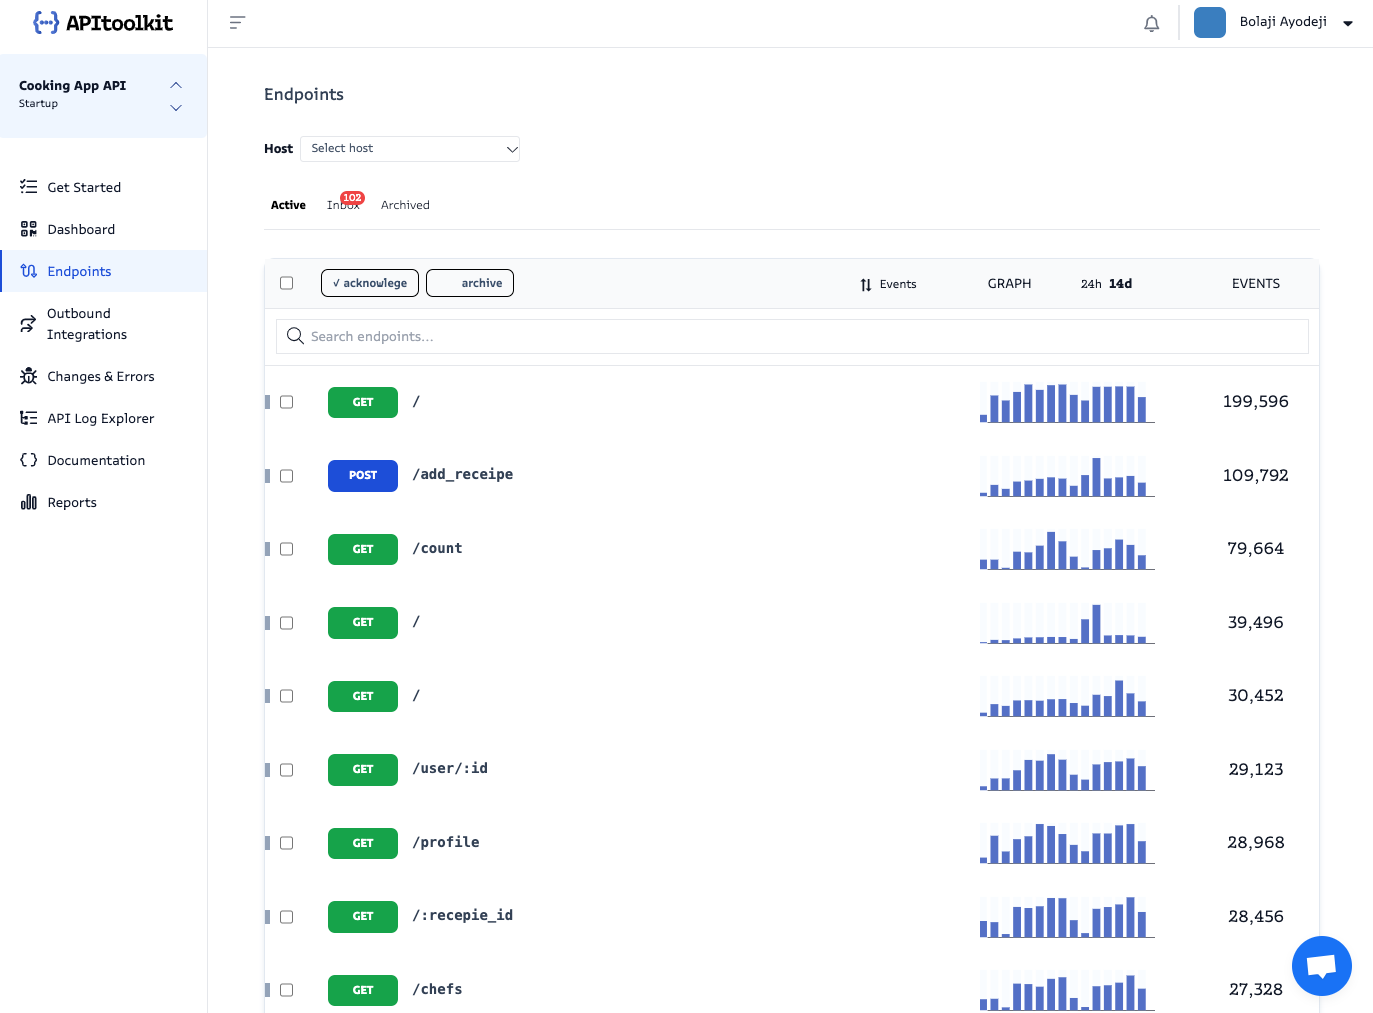 APItoolkit
Bolaji Ayodeji
Cooking App API
Startup
Get Started
Dashboard
Endpoints
Outbound
Integrations
Changes & Errors
API Log Explorer
Documentation
Reports
Endpoints
Host Select host
Active Inbox 102 Archived
✓ acknowlege archive Events GRAPH 24h 14d EVENTS
Search endpoints...
GET / 199,596
POST /add_receipe 109,792
GET /count 79,664
GET / 39,496
GET / 30,452
GET /user/:id 29,123
GET /profile 28,968
GET /:recepie_id 28,456
GET /chefs 27,328